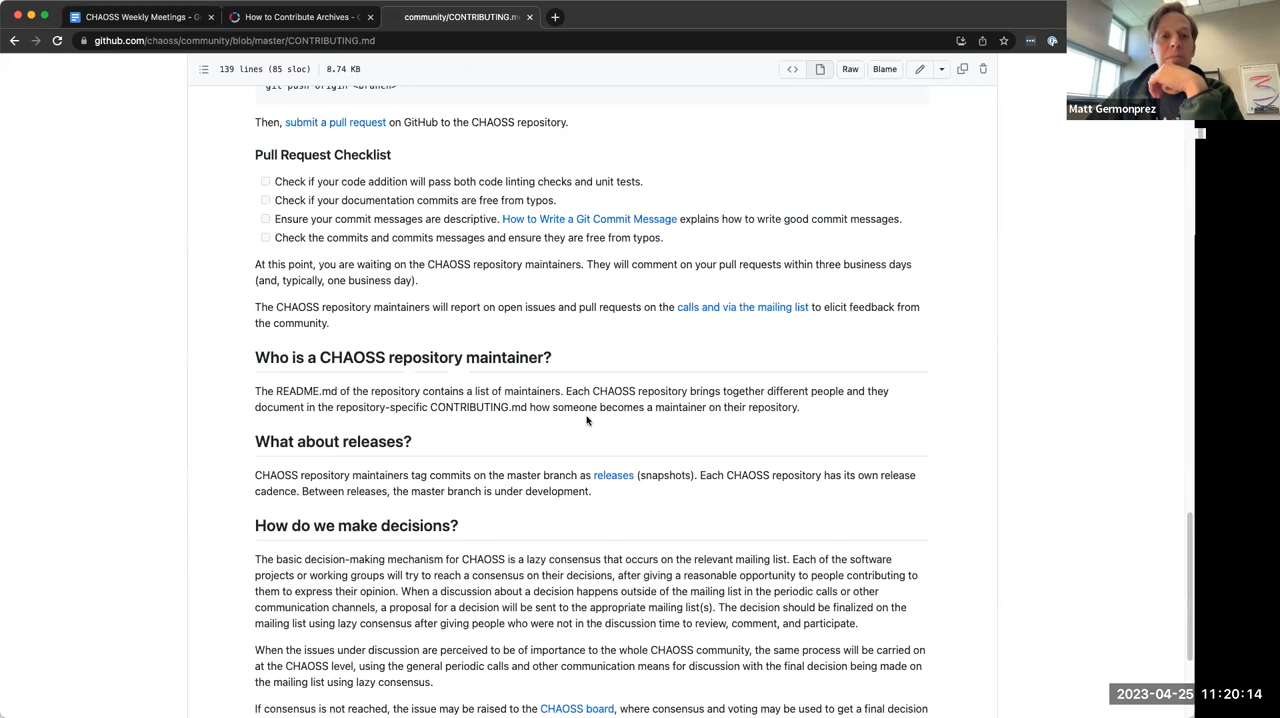 CHAOSS Weekly Meetings - G
How to Contribute Archives - C
community/CONTRIBUTING.m
github.com/chaoss/community/blob/master/CONTRIBUTING.md
139 lines (85 sloc) 8.74 KB
Raw
Blame
git push origin <branch>
Then, submit a pull request on GitHub to the CHAOSS repository.
Pull Request Checklist
Check if your code addition will pass both code linting checks and unit tests.
Check if your documentation commits are free from typos.
Ensure your commit messages are descriptive. How to Write a Git Commit Message explains how to write good commit messages.
Check the commits and commits messages and ensure they are free from typos.
At this point, you are waiting on the CHAOSS repository maintainers. They will comment on your pull requests within three business days
(and, typically, one business day).
The CHAOSS repository maintainers will report on open issues and pull requests on the calls and via the mailing list to elicit feedback from
the community.
Who is a CHAOSS repository maintainer?
The README.md of the repository contains a list of maintainers. Each CHAOSS repository brings together different people and they
document in the repository-specific CONTRIBUTING.md how someone becomes a maintainer on their repository.
What about releases?
CHAOSS repository maintainers tag commits on the master branch as releases (snapshots). Each CHAOSS repository has its own release
cadence. Between releases, the master branch is under development.
How do we make decisions?
The basic decision-making mechanism for CHAOSS is a lazy consensus that occurs on the relevant mailing list. Each of the software
projects or working groups will try to reach a consensus on their decisions, after giving a reasonable opportunity to people contributing to
them to express their opinion. When a discussion about a decision happens outside of the mailing list in the periodic calls or other
communication channels, a proposal for a decision will be sent to the appropriate mailing list(s). The decision should be finalized on the
mailing list using lazy consensus after giving people who were not in the discussion time to review, comment, and participate.
When the issues under discussion are perceived to be of importance to the whole CHAOSS community, the same process will be carried on
at the CHAOSS level, using the general periodic calls and other communication means for discussion with the final decision being made on
the mailing list using lazy consensus.
If consensus is not reached, the issue may be raised to the CHAOSS board, where consensus and voting may be used to get a final decision
Matt Germonprez
2023-04-25 11:20:14